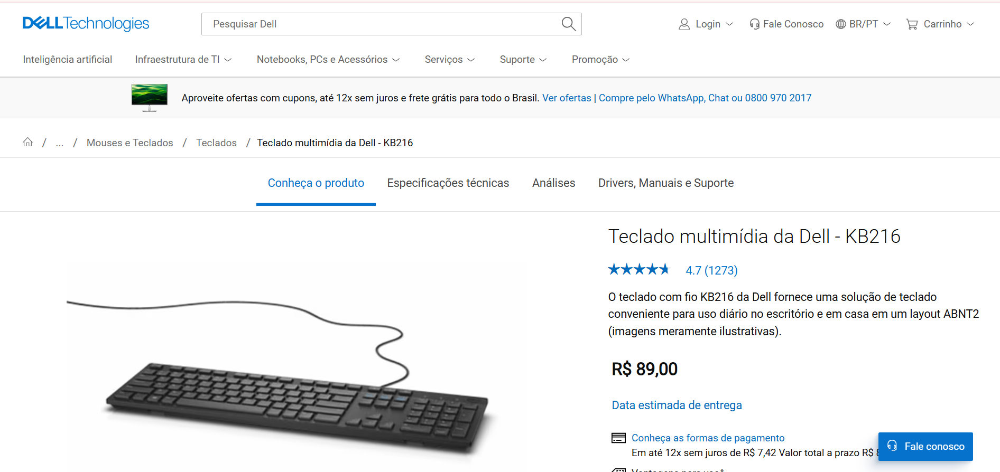 DELLTechnologies
Pesquisar Dell
Login
Fale Conosco
BR/PT
Carrinho
Inteligência artificial
Infraestrutura de TI
Notebooks, PCs e Acessórios
Serviços
Suporte
Promoção
Aproveite ofertas com cupons, até 12x sem juros e frete grátis para todo o Brasil. Ver ofertas | Compre pelo WhatsApp, Chat ou 0800 970 2017
/ ... / Mouses e Teclados / Teclados / Teclado multimídia da Dell - KB216
Conheça o produto
Especificações técnicas
Análises
Drivers, Manuais e Suporte
Teclado multimídia da Dell - KB216
4.7 (1273)
O teclado com fio KB216 da Dell fornece uma solução de teclado
conveniente para uso diário no escritório e em casa em um layout ABNT2
(imagens meramente ilustrativas).
R$ 89,00
Data estimada de entrega
Conheça as formas de pagamento
Em até 12x sem juros de R$ 7,42 Valor total a prazo R$
Fale conosco